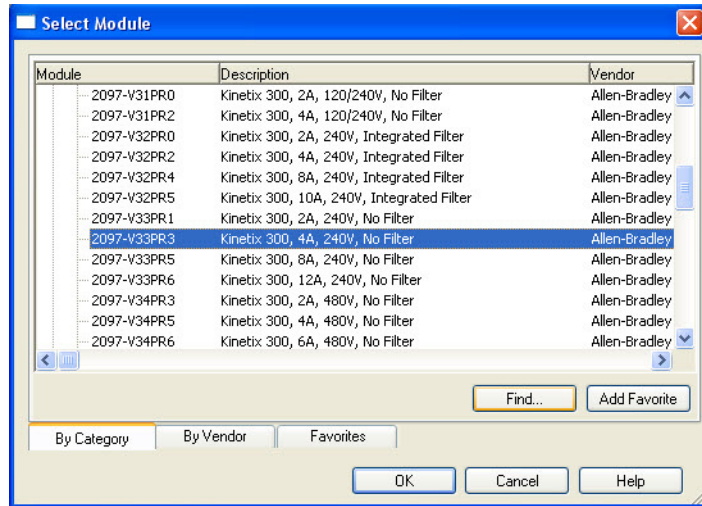 Select Module
Module Description Vendor
2097-V31PR0 Kinetix 300, 2A, 120/240V, No Filter Allen-Bradley
2097-V31PR2 Kinetix 300, 4A, 120/240V, No Filter Allen-Bradley
2097-V32PR0 Kinetix 300, 2A, 240V, Integrated Filter Allen-Bradley
2097-V32PR2 Kinetix 300, 4A, 240V, Integrated Filter Allen-Bradley
2097-V32PR4 Kinetix 300, 8A, 240V, Integrated Filter Allen-Bradley
2097-V32PR5 Kinetix 300, 10A, 240V, Integrated Filter Allen-Bradley
2097-V33PR1 Kinetix 300, 2A, 240V, No Filter Allen-Bradley
2097-V33PR3 Kinetix 300, 4A, 240V, No Filter Allen-Bradley
2097-V33PR5 Kinetix 300, 8A, 240V, No Filter Allen-Bradley
2097-V33PR6 Kinetix 300, 12A, 240V, No Filter Allen-Bradley
2097-V34PR3 Kinetix 300, 2A, 480V, No Filter Allen-Bradley
2097-V34PR5 Kinetix 300, 4A, 480V, No Filter Allen-Bradley
2097-V34PR6 Kinetix 300, 6A, 480V, No Filter Allen-Bradley
Find... Add Favorite
By Category By Vendor Favorites
OK Cancel Help